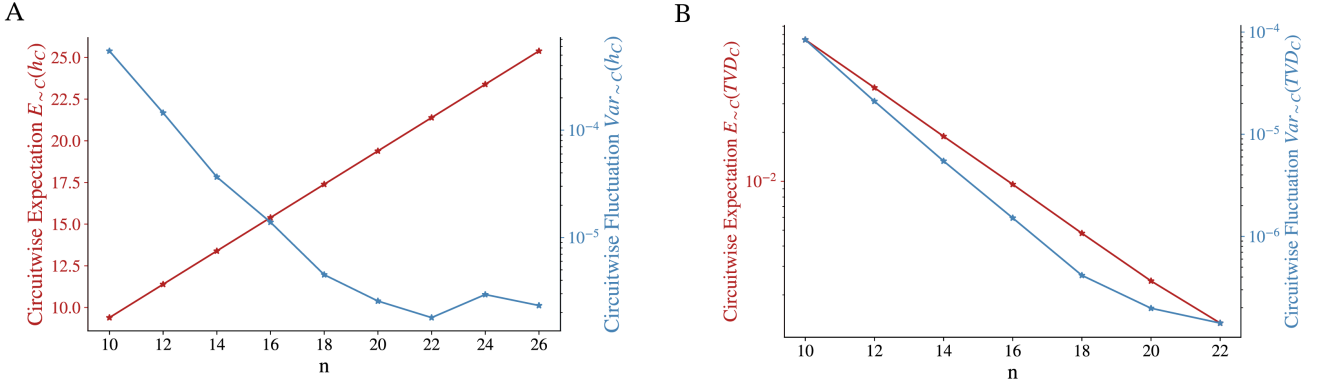 A
Circuitwise Expectation E~C(hC)
25.0
22.5
20.0
17.5
15.0
12.5
10.0
10 12 14 16 18 20 22 24 26
n
10⁻⁴
10⁻⁵
Circuitwise Fluctuation Var~C(hC)
B
Circuitwise Expectation E~C(TVDC)
10⁻²
10 12 14 16 18 20 22
n
10⁻⁴
10⁻⁵
10⁻⁶
Circuitwise Fluctuation Var~C(TVDC)